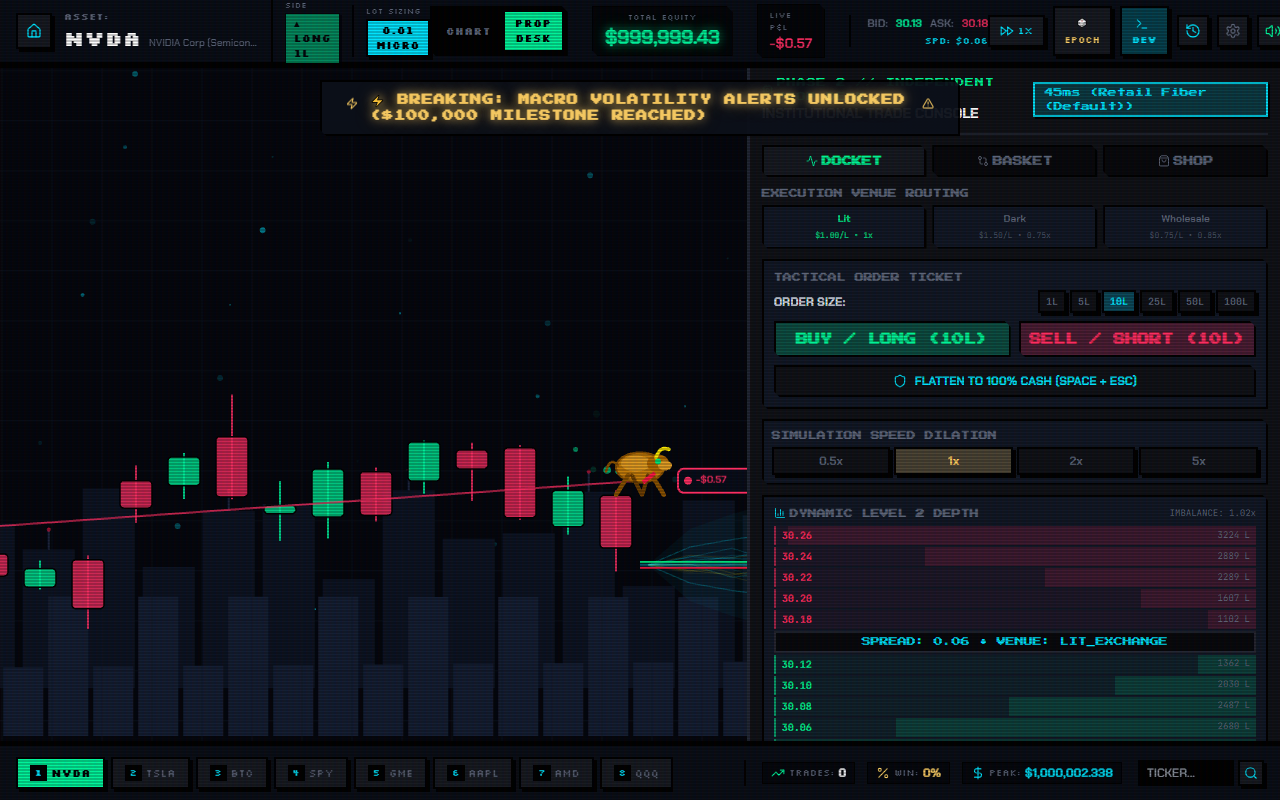 ASSET:
NVDA NVIDIA Corp (Semicon...
SIDE
▲
LONG
1L
LOT SIZING
0.01
MICRO
CHART
PROP
DESK
TOTAL EQUITY
$999,999.43
LIVE
P&L
-$0.57
BID: 30.13 ASK: 30.18
SPD: $0.06
1X
EPOCH
>_
DEV
⚡ BREAKING: MACRO VOLATILITY ALERTS UNLOCKED
($100,000 MILESTONE REACHED)
INDEPENDENT
INSTITUTIONAL TRADE CONSOLE
45ms (Retail Fiber
(Default))
DOCKET
BASKET
SHOP
EXECUTION VENUE ROUTING
Lit
$1.00/L • 1x
Dark
$1.50/L • 0.75x
Wholesale
$0.75/L • 0.85x
TACTICAL ORDER TICKET
ORDER SIZE:
1L 5L 10L 25L 50L 100L
BUY / LONG (10L)
SELL / SHORT (10L)
FLATTEN TO 100% CASH (SPACE + ESC)
SIMULATION SPEED DILATION
0.5x 1x 2x 5x
-$0.57
DYNAMIC LEVEL 2 DEPTH IMBALANCE: 1.02x
30.26 3224 L
30.24 2889 L
30.22 2289 L
30.20 1687 L
30.18 1102 L
SPREAD: 0.06 • VENUE: LIT_EXCHANGE
30.12 1362 L
30.10 2030 L
30.08 2487 L
30.06 2680 L
1 NVDA
2 TSLA
3 BTO
4 SPY
5 GME
6 AAPL
7 AMD
8 QQQ
TRADES: 0
WIN: 0%
PEAK: $1,000,002.338
TICKER...